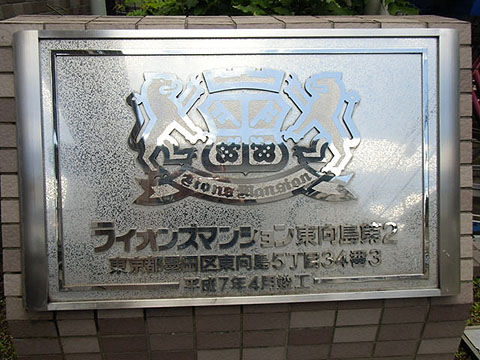 Lions Mansion
ライオンズマンション東向島第2
東京都墨田区東向島5丁目34番3
平成7年4月竣工